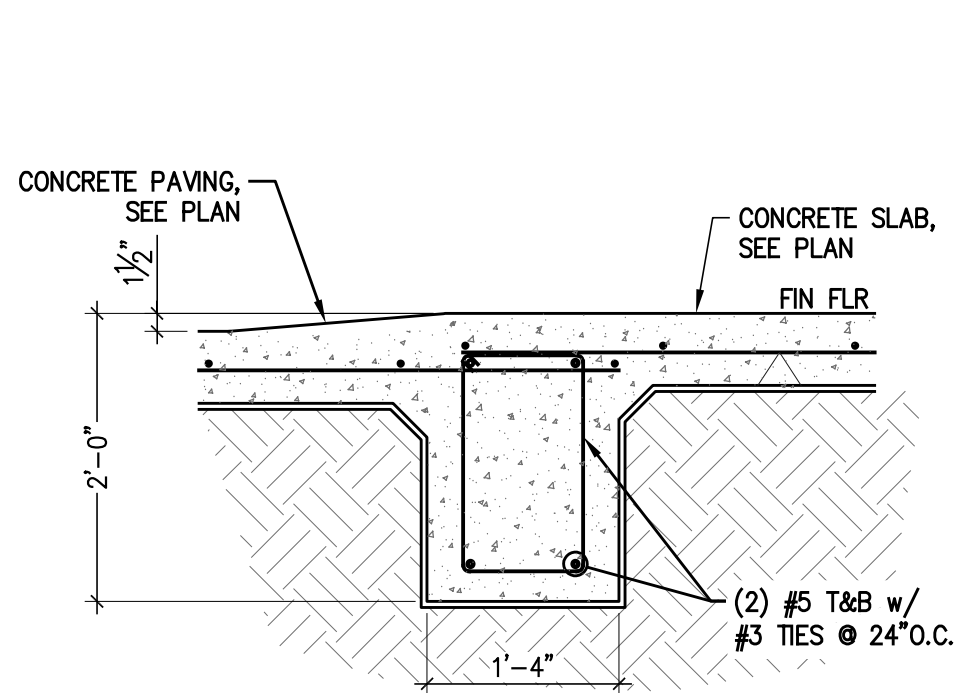 CONCRETE PAVING,
SEE PLAN
1½"
CONCRETE SLAB,
SEE PLAN
FIN FLR
2'-0"
(2) #5 T&B w/
#3 TIES @ 24"O.C.
1'-4"